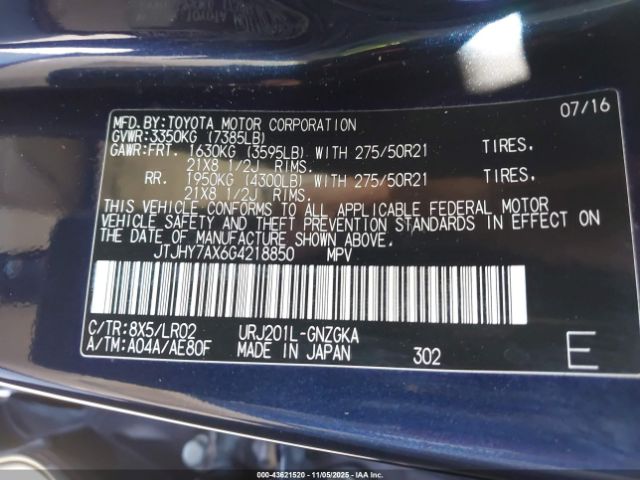 MFD.BY:TOYOTA MOTOR CORPORATION 07/16
GVWR:3350KG (7385LB)
GAWR:FRT. 1630KG (3595LB) WITH 275/50R21 TIRES.
21X8 1/2J RIMS.
RR. 1950KG (4300LB) WITH 275/50R21 TIRES,
21X8 1/2J RIMS.
THIS VEHICLE CONFORMS TO ALL APPLICABLE FEDERAL MOTOR
VEHICLE SAFETY AND THEFT PREVENTION STANDARDS IN EFFECT ON
THE DATE OF MANUFACTURE SHOWN ABOVE.
JTJHY7AX6G4218850 MPV
C/TR:8X5/LR02 URJ201L-GNZGKA
A/TM:A04A/AE80F MADE IN JAPAN 302 E
000-43621520 - 11/05/2025 - IAAI.COM